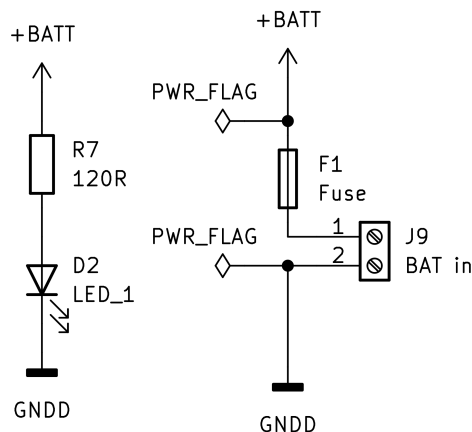 +BATT
R7
120R
D2
LED_1
GNDD
+BATT
PWR_FLAG
F1
Fuse
PWR_FLAG
1
2
J9
BAT in
GNDD